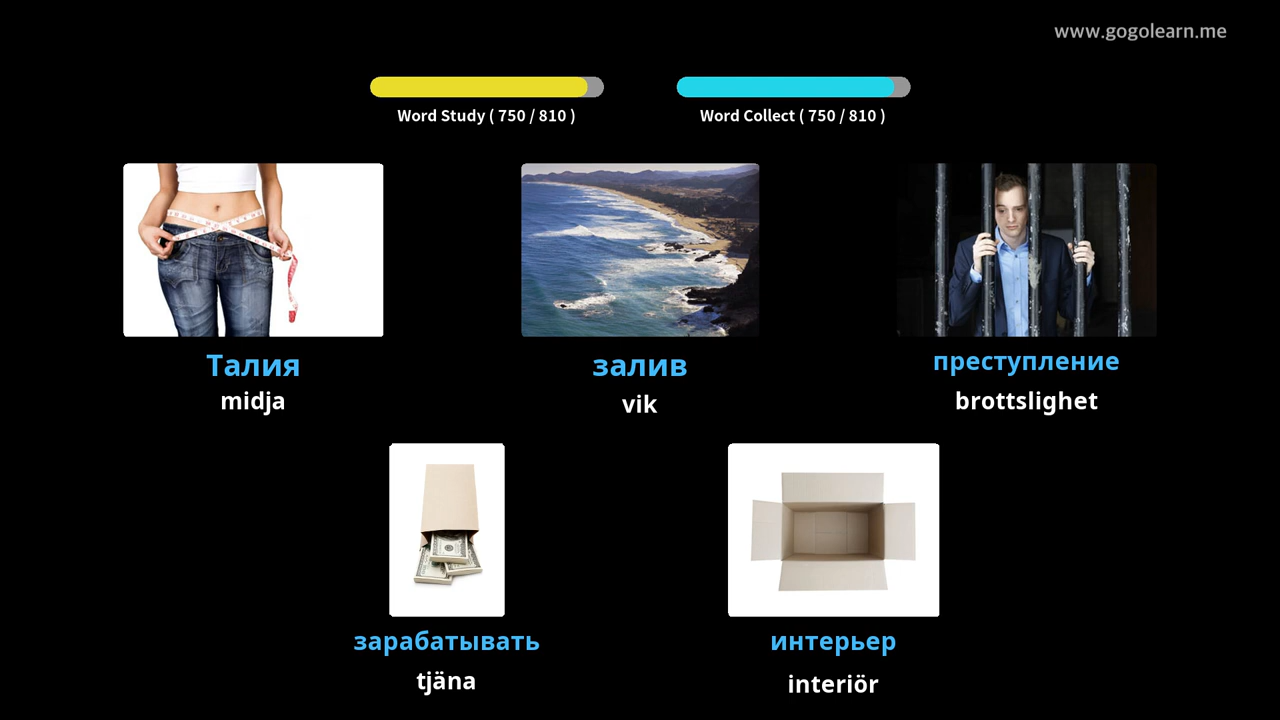 www.gogolearn.me
Word Study ( 750 / 810 )
Word Collect ( 750 / 810 )
Талия
midja
залив
vik
преступление
brottslighet
зарабатывать
tjäna
интерьер
interiör